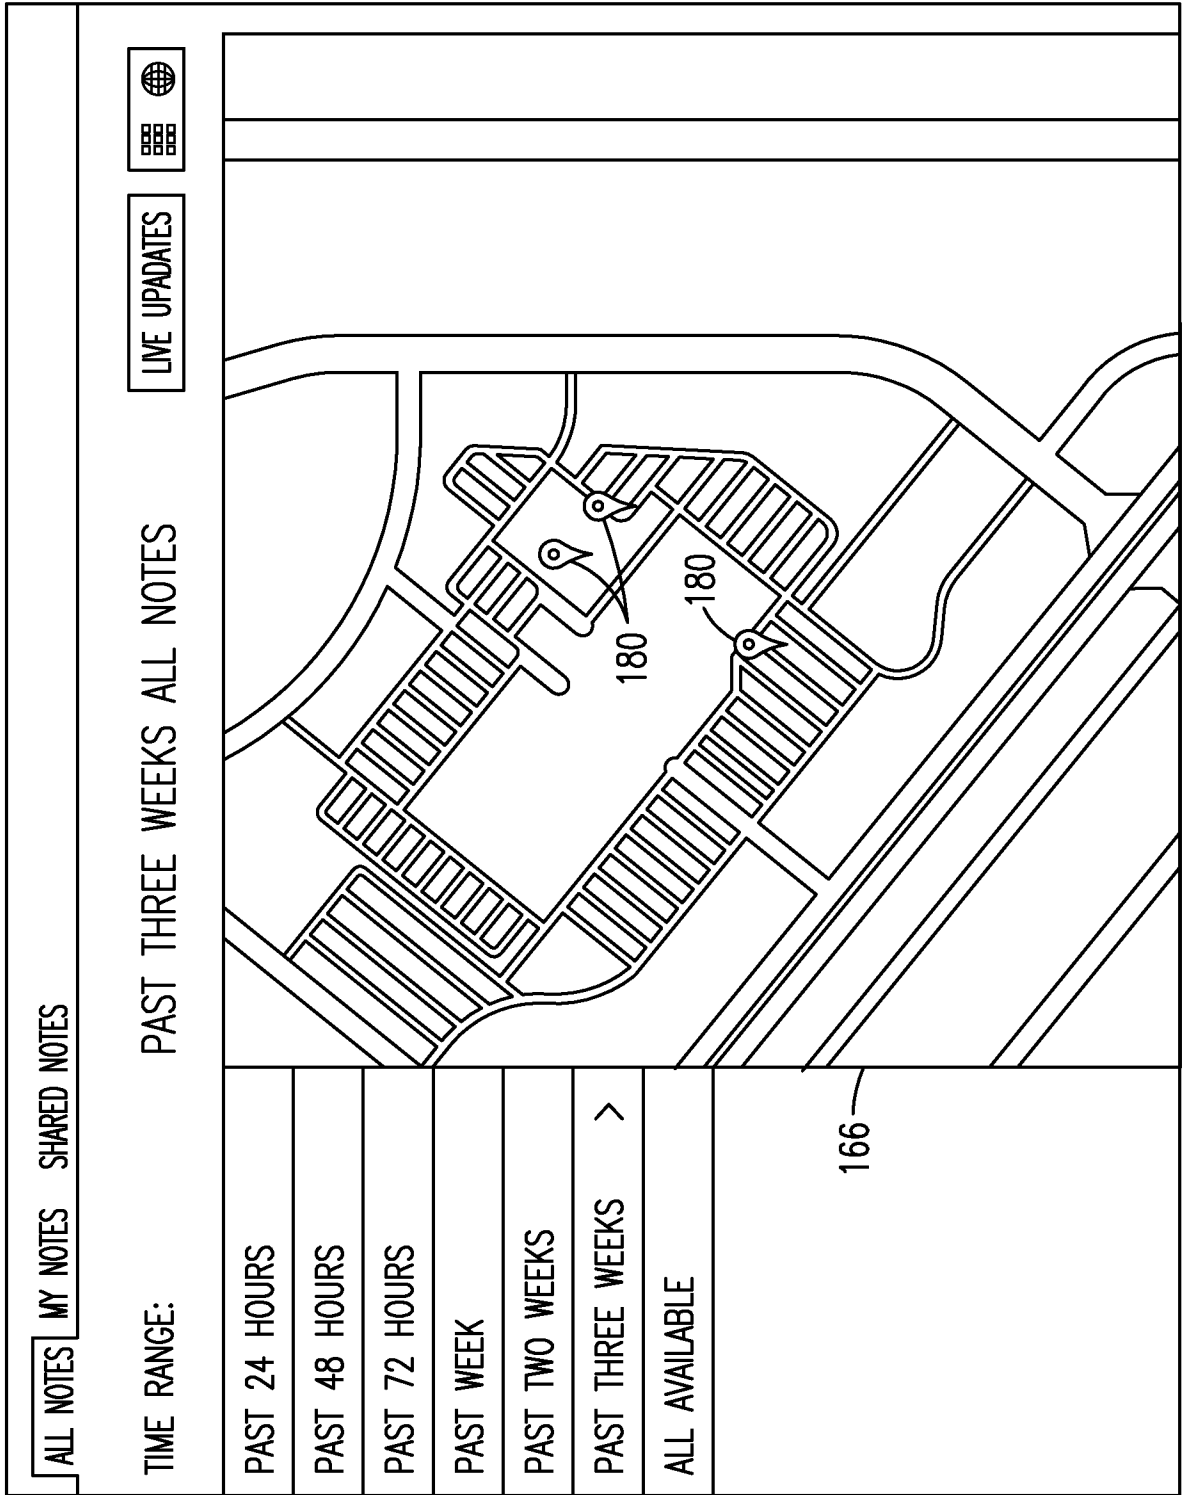 ALL NOTES MY NOTES SHARED NOTES
TIME RANGE: PAST THREE WEEKS ALL NOTES LIVE UPADATES
PAST 24 HOURS
PAST 48 HOURS
PAST 72 HOURS
PAST WEEK
PAST TWO WEEKS
PAST THREE WEEKS >
ALL AVAILABLE
180
180
166